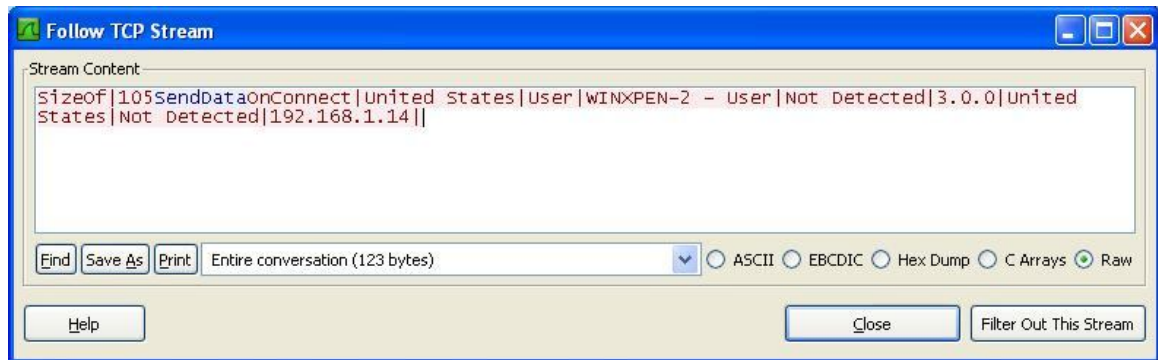 Follow TCP Stream
Stream Content
SizeOf|105SendDataOnConnect|United States|User|WINXPEN-2 - User|Not Detected|3.0.0|United
States|Not Detected|192.168.1.14||
Find Save As Print Entire conversation (123 bytes) ASCII EBCDIC Hex Dump C Arrays Raw
Help Close Filter Out This Stream